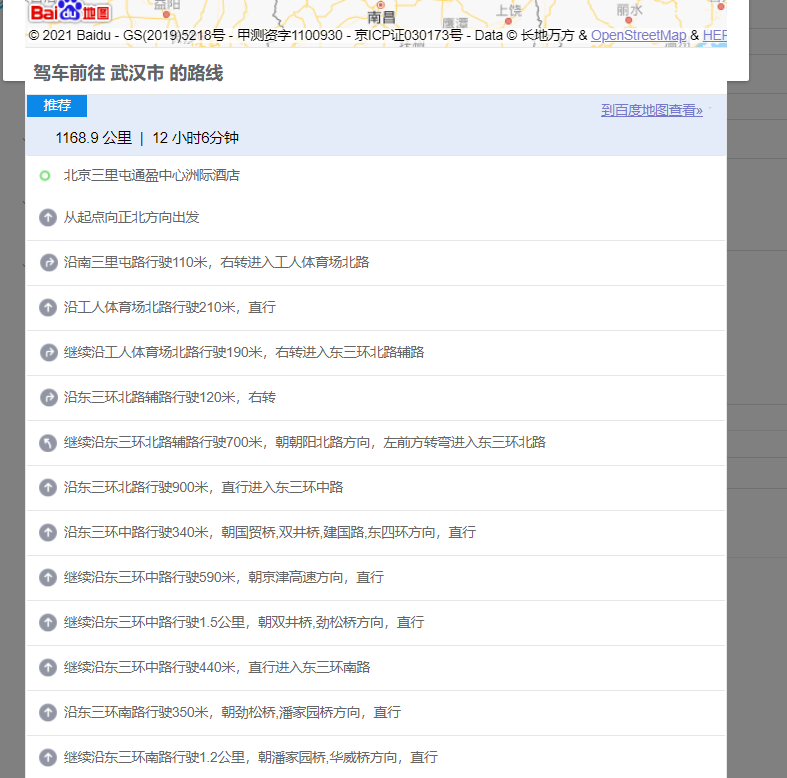 益阳
南昌
上饶
丽水
鹰潭
Bai 地图
© 2021 Baidu - GS(2019)5218号 - 甲测资字1100930 - 京ICP证030173号 - Data © 长地万方 & OpenStreetMap & HERE
驾车前往 武汉市 的路线
推荐
到百度地图查看»
1168.9 公里 | 12 小时6分钟
北京三里屯通盈中心洲际酒店
从起点向正北方向出发
沿南三里屯路行驶110米，右转进入工人体育场北路
沿工人体育场北路行驶210米，直行
继续沿工人体育场北路行驶190米，右转进入东三环北路辅路
沿东三环北路辅路行驶120米，右转
继续沿东三环北路辅路行驶700米，朝朝阳北路方向，左前方转弯进入东三环北路
沿东三环北路行驶900米，直行进入东三环中路
沿东三环中路行驶340米，朝国贸桥,双井桥,建国路,东四环方向，直行
继续沿东三环中路行驶590米，朝京津高速方向，直行
继续沿东三环中路行驶1.5公里，朝双井桥,劲松桥方向，直行
继续沿东三环中路行驶440米，直行进入东三环南路
沿东三环南路行驶350米，朝劲松桥,潘家园桥方向，直行
继续沿东三环南路行驶1.2公里，朝潘家园桥,华威桥方向，直行